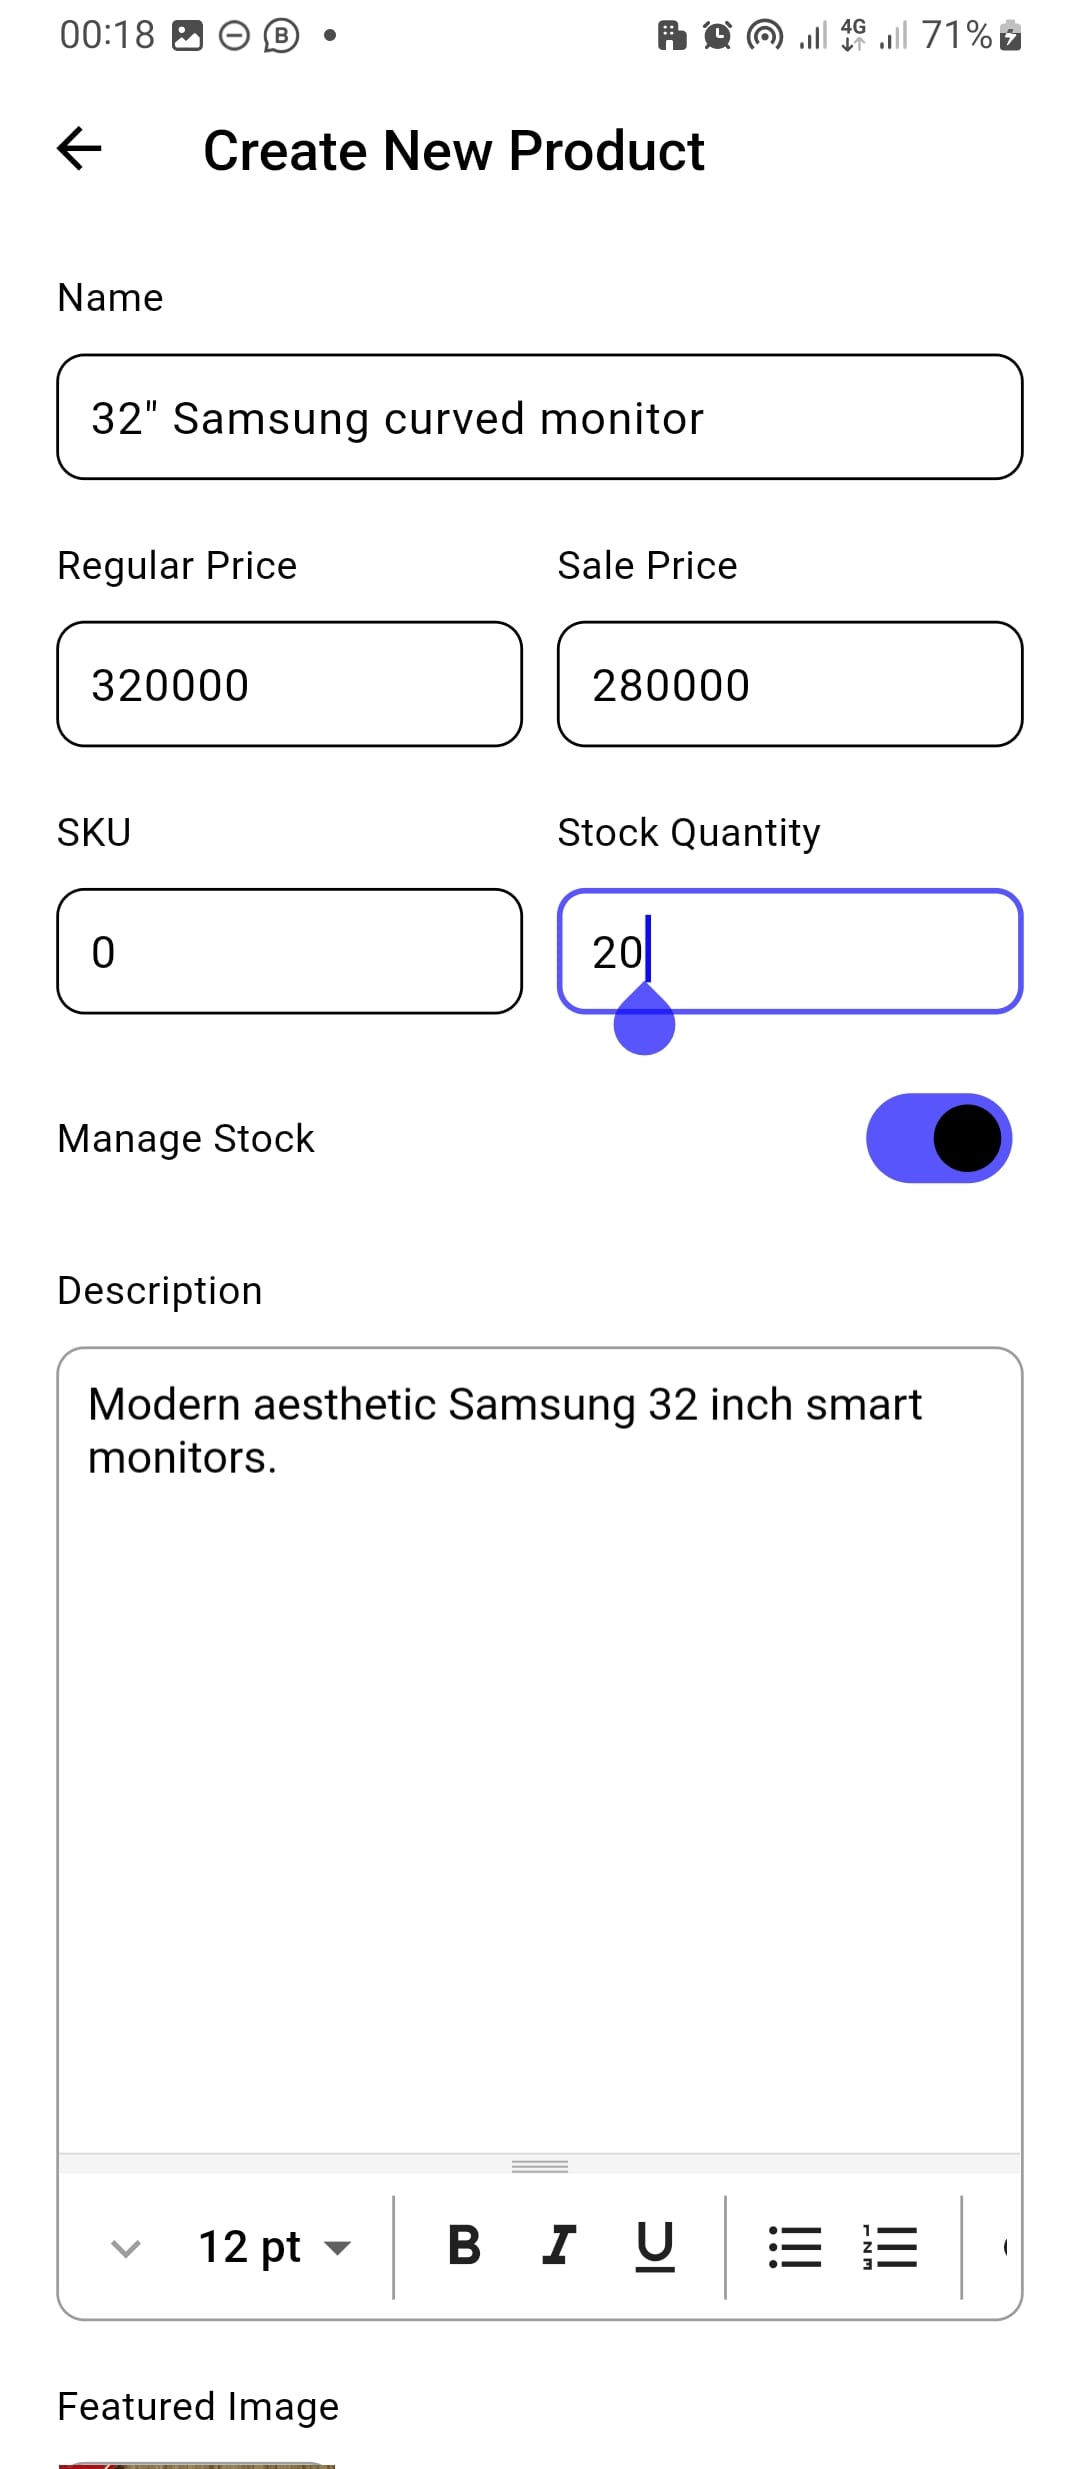 00:18 B 4G 71%
Create New Product
Name
32" Samsung curved monitor
Regular Price Sale Price
320000 280000
SKU Stock Quantity
0 20
Manage Stock
Description
Modern aesthetic Samsung 32 inch smart
monitors.
12 pt B I U
Featured Image